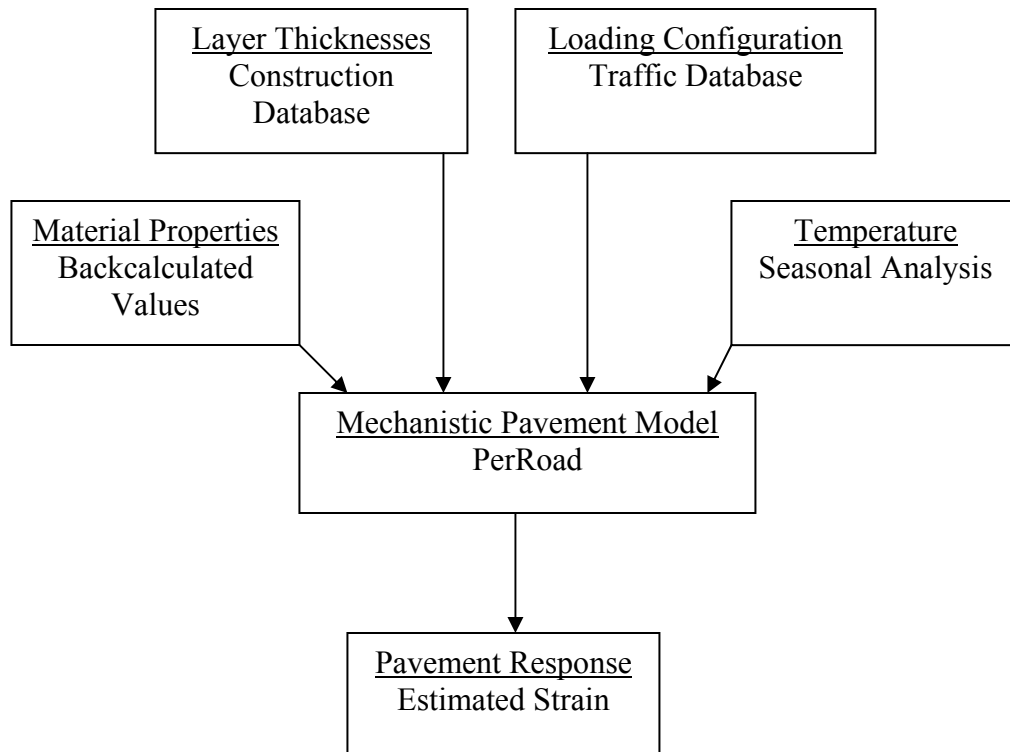 Layer Thicknesses
Construction
Database
Loading Configuration
Traffic Database
Material Properties
Backcalculated
Values
Temperature
Seasonal Analysis
Mechanistic Pavement Model
PerRoad
Pavement Response
Estimated Strain